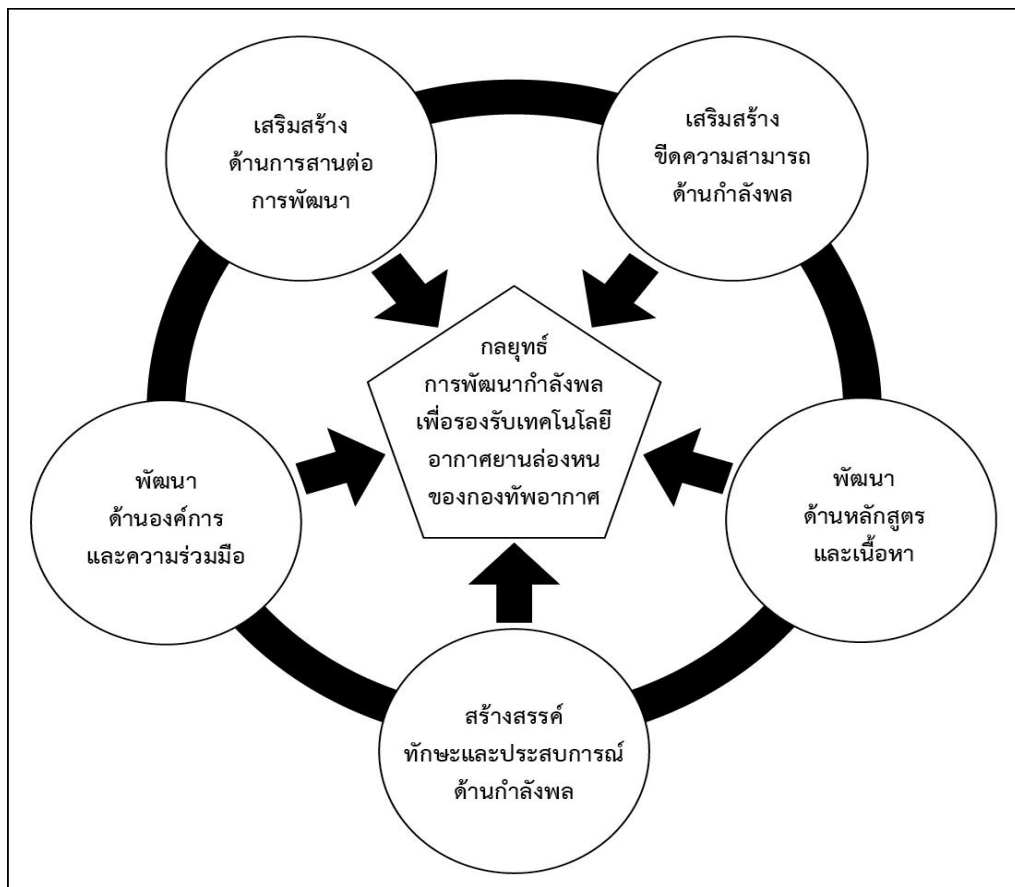 เสริมสร้าง
ด้านการสานต่อ
การพัฒนา
เสริมสร้าง
ขีดความสามารถ
ด้านกำลังพล
กลยุทธ์
การพัฒนากำลังพล
เพื่อรองรับเทคโนโลยี
อากาศยานล่องหน
ของกองทัพอากาศ
พัฒนา
ด้านองค์การ
และความร่วมมือ
พัฒนา
ด้านหลักสูตร
และเนื้อหา
สร้างสรรค์
ทักษะและประสบการณ์
ด้านกำลังพล